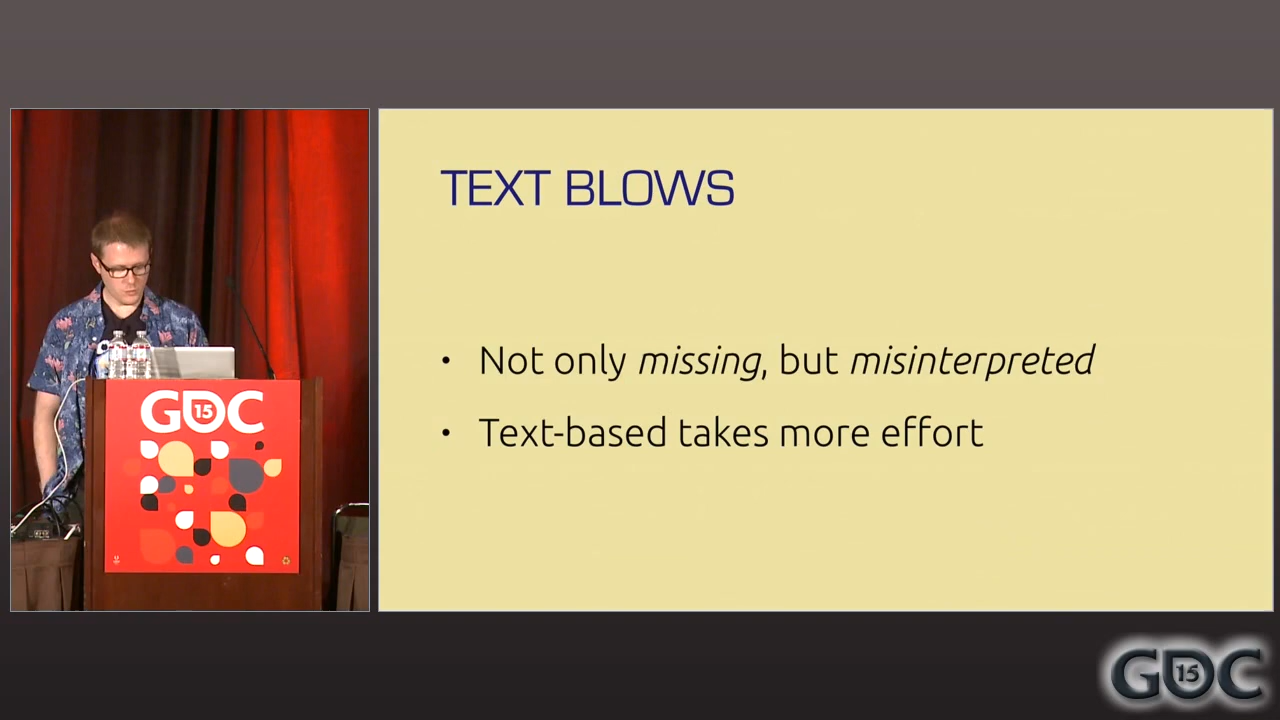 TEXT BLOWS
• Not only missing, but misinterpreted
• Text-based takes more effort
GDC 15
GDC 15